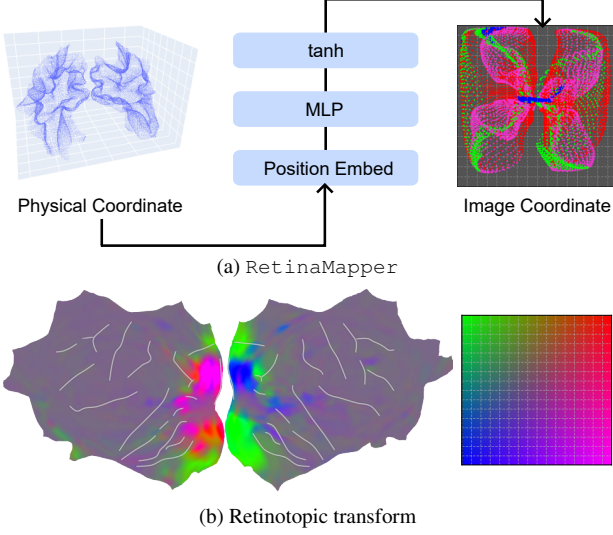 tanh
MLP
Position Embed
Physical Coordinate
Image Coordinate
(a) RetinaMapper
(b) Retinotopic transform